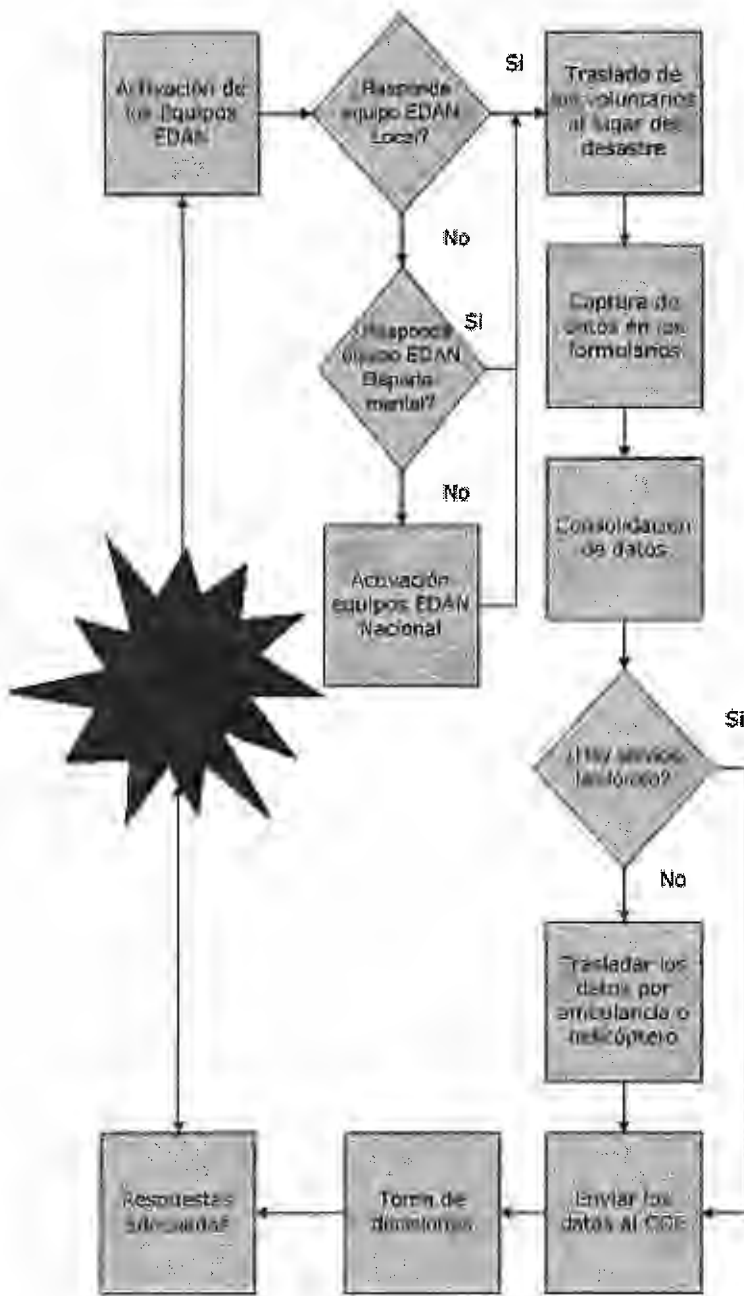 Activación de
los Equipos
EDAN
¿Responde
equipo EDAN
Local?
Si
Traslado de
los voluntarios
al lugar del
desastre
No
Captura de
datos en los
formularios
¿Responde
equipo EDAN
Departa-
mental?
Si
No
Activación
equipos EDAN
Nacional
Consolidación
de datos
¿Hay servicio
telefónico?
Si
No
Trasladar los
datos por
ambulancia o
helicóptero
Enviar los
datos al COE
Toma de
decisiones
Respuestas
adecuadas